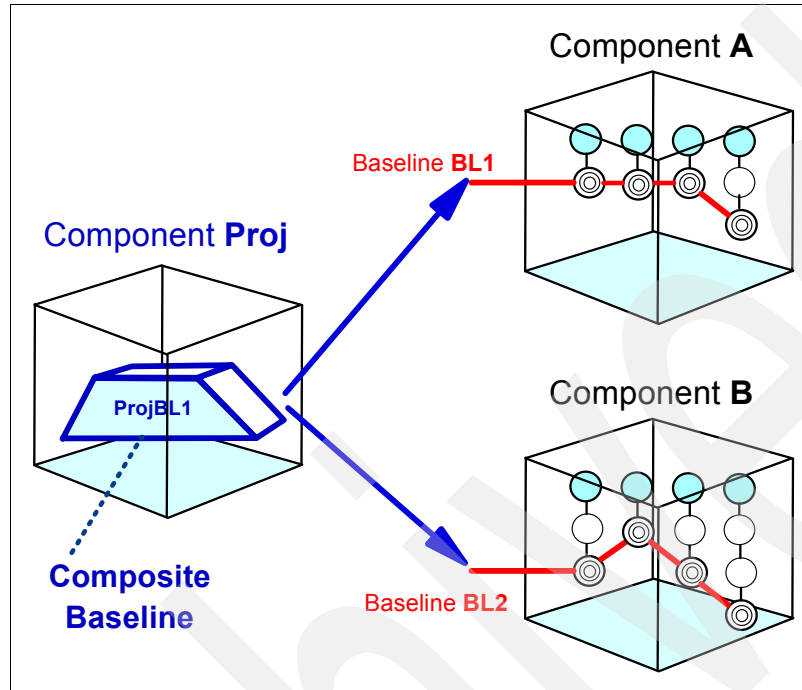 Component A
Baseline BL1
Component Proj
ProjBL1
Component B
Composite
Baseline
Baseline BL2